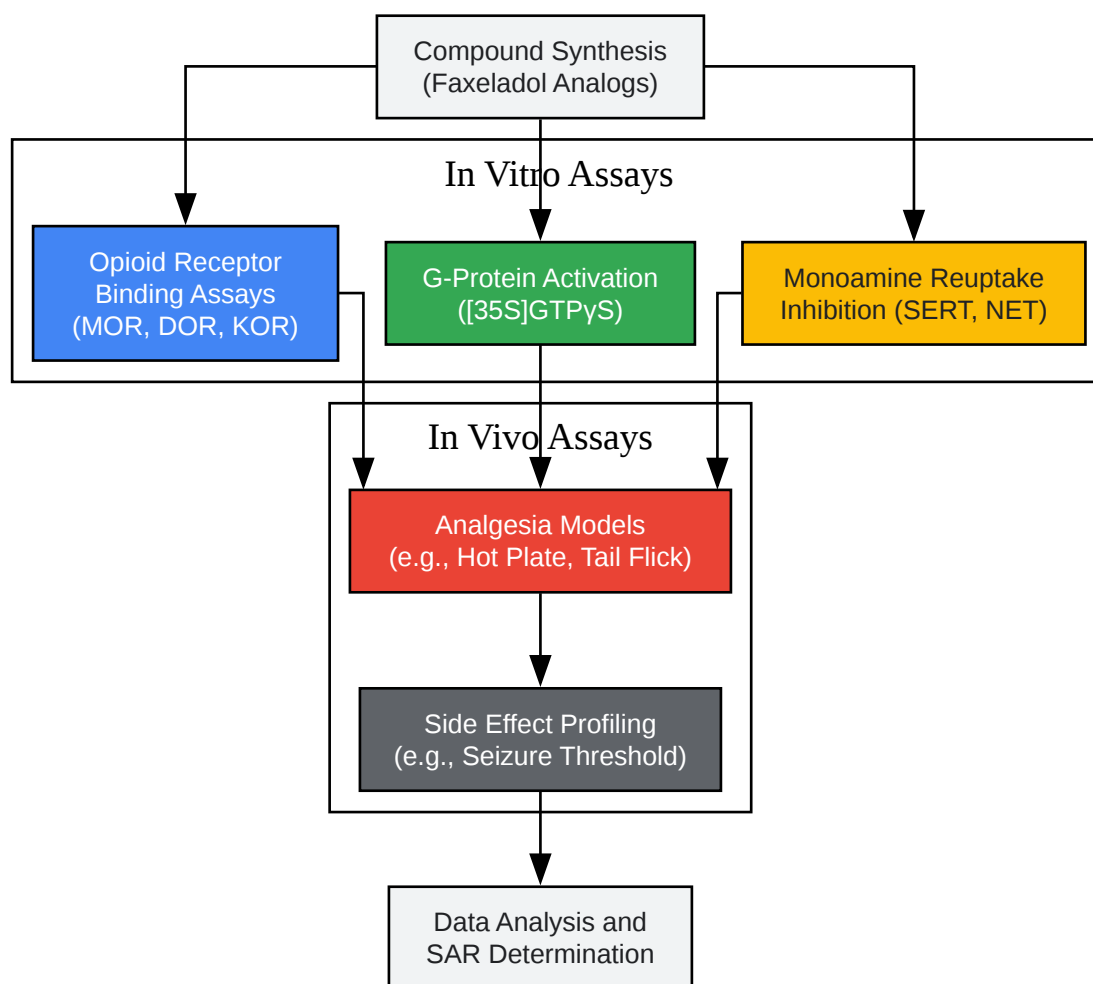 Compound Synthesis
(Faxeladol Analogs)
In Vitro Assays
Opioid Receptor
Binding Assays
(MOR, DOR, KOR)
G-Protein Activation
([35S]GTPγS)
Monoamine Reuptake
Inhibition (SERT, NET)
In Vivo Assays
Analgesia Models
(e.g., Hot Plate, Tail Flick)
Side Effect Profiling
(e.g., Seizure Threshold)
Data Analysis and
SAR Determination